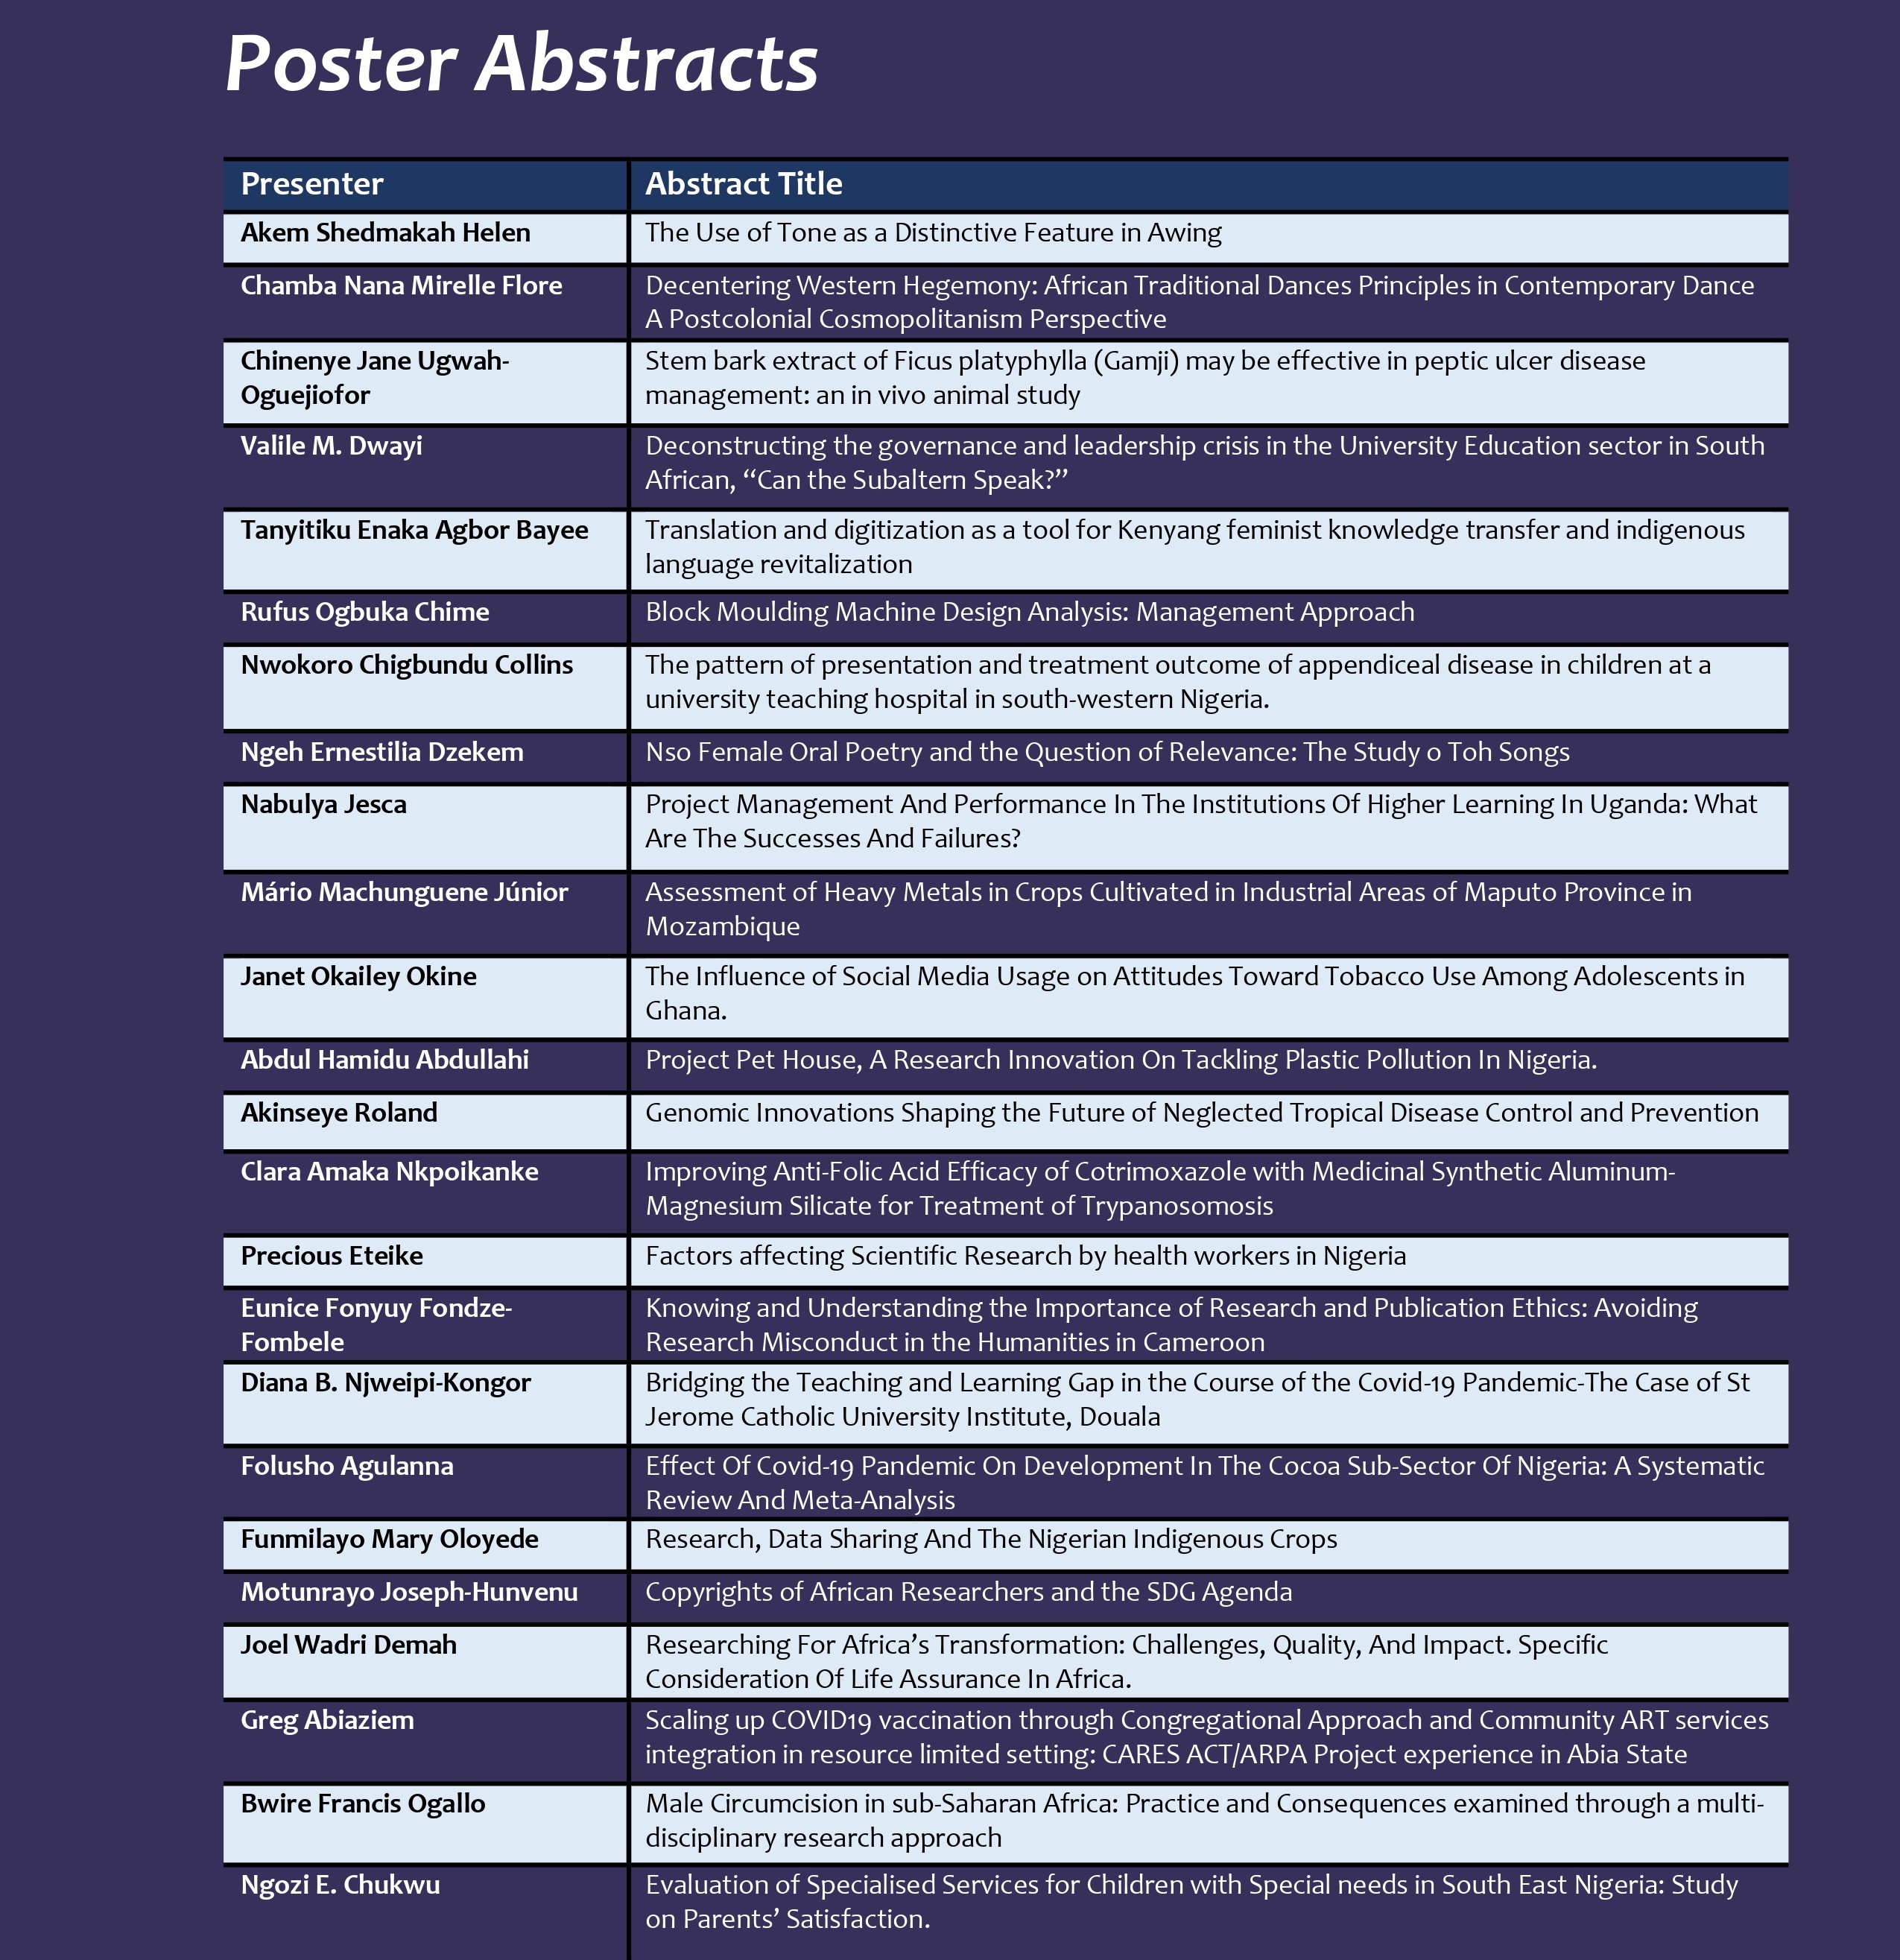 Poster Abstracts
Presenter Abstract Title
Akem Shedmakah Helen The Use of Tone as a Distinctive Feature in Awing
Chamba Nana Mirelle Flore Decentering Western Hegemony: African Traditional Dances Principles in Contemporary Dance
A Postcolonial Cosmopolitanism Perspective
Chinenye Jane Ugwah- Stem bark extract of Ficus platyphylla (Gamji) may be effective in peptic ulcer disease
Oguejiofor management: an in vivo animal study
Valile M. Dwayi Deconstructing the governance and leadership crisis in the University Education sector in South
African, “Can the Subaltern Speak?”
Tanyitiku Enaka Agbor Bayee Translation and digitization as a tool for Kenyang feminist knowledge transfer and indigenous
language revitalization
Rufus Ogbuka Chime Block Moulding Machine Design Analysis: Management Approach
Nwokoro Chigbundu Collins The pattern of presentation and treatment outcome of appendiceal disease in children at a
university teaching hospital in south-western Nigeria.
Ngeh Ernestilia Dzekem Nso Female Oral Poetry and the Question of Relevance: The Study o Toh Songs
Nabulya Jesca Project Management And Performance In The Institutions Of Higher Learning In Uganda: What
Are The Successes And Failures?
Mário Machunguene Júnior Assessment of Heavy Metals in Crops Cultivated in Industrial Areas of Maputo Province in
Mozambique
Janet Okailey Okine The Influence of Social Media Usage on Attitudes Toward Tobacco Use Among Adolescents in
Ghana.
Abdul Hamidu Abdullahi Project Pet House, A Research Innovation On Tackling Plastic Pollution In Nigeria.
Akinseye Roland Genomic Innovations Shaping the Future of Neglected Tropical Disease Control and Prevention
Clara Amaka Nkpoikanke Improving Anti-Folic Acid Efficacy of Cotrimoxazole with Medicinal Synthetic Aluminum-
Magnesium Silicate for Treatment of Trypanosomosis
Precious Eteike Factors affecting Scientific Research by health workers in Nigeria
Eunice Fonyuy Fondze- Knowing and Understanding the Importance of Research and Publication Ethics: Avoiding
Fombele Research Misconduct in the Humanities in Cameroon
Diana B. Njweipi-Kongor Bridging the Teaching and Learning Gap in the Course of the Covid-19 Pandemic-The Case of St
Jerome Catholic University Institute, Douala
Folusho Agulanna Effect Of Covid-19 Pandemic On Development In The Cocoa Sub-Sector Of Nigeria: A Systematic
Review And Meta-Analysis
Funmilayo Mary Oloyede Research, Data Sharing And The Nigerian Indigenous Crops
Motunrayo Joseph-Hunvenu Copyrights of African Researchers and the SDG Agenda
Joel Wadri Demah Researching For Africa’s Transformation: Challenges, Quality, And Impact. Specific
Consideration Of Life Assurance In Africa.
Greg Abiaziem Scaling up COVID19 vaccination through Congregational Approach and Community ART services
integration in resource limited setting: CARES ACT/ARPA Project experience in Abia State
Bwire Francis Ogallo Male Circumcision in sub-Saharan Africa: Practice and Consequences examined through a multi-
disciplinary research approach
Ngozi E. Chukwu Evaluation of Specialised Services for Children with Special needs in South East Nigeria: Study
on Parents’ Satisfaction.